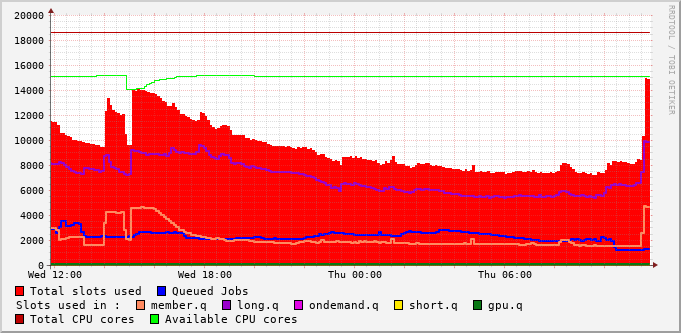 20000
18000
16000
14000
12000
10000
8000
6000
4000
2000
0
Wed 12:00 Wed 18:00 Thu 00:00 Thu 06:00
RRDTOOL / TOBI OETIKER
Total slots used Queued Jobs
Slots used in : member.q long.q ondemand.q short.q gpu.q
Total CPU cores Available CPU cores